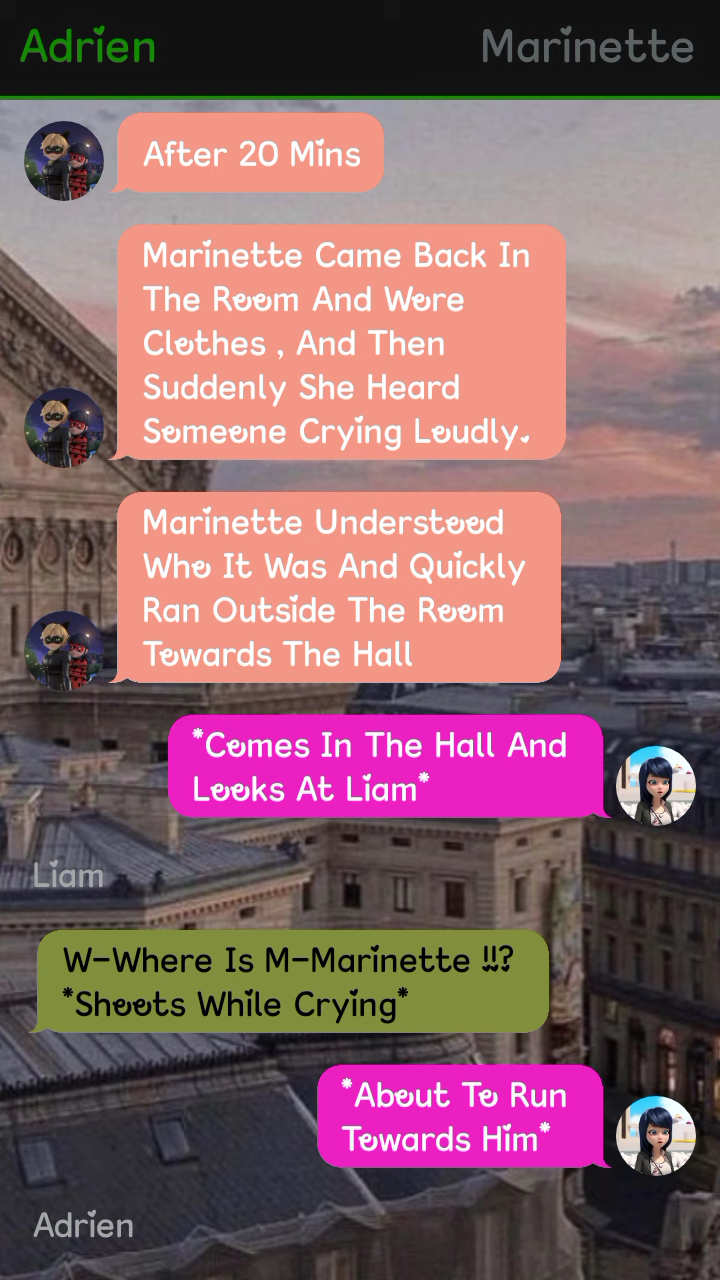 Adrien
Marinette
After 20 Mins
Marinette Came Back In
The Room And Wore
Clothes , And Then
Suddenly She Heard
Someone Crying Loudly.
Marinette Understood
Who It Was And Quickly
Ran Outside The Room
Towards The Hall
*Comes In The Hall And
Looks At Liam*
Liam
W-Where Is M-Marinette !!?
*Shoots While Crying*
*About To Run
Towards Him*
Adrien